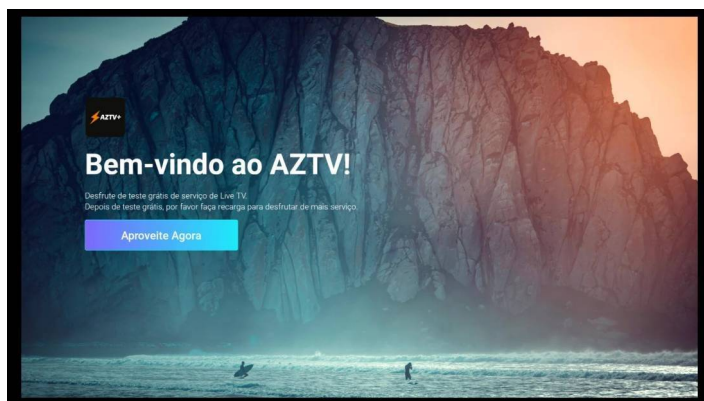 AZTV+
Bem-vindo ao AZTV!
Desfrute de teste grátis de serviço de Live TV.
Depois de teste grátis, por favor faça recarga para desfrutar de mais serviço.
Aproveite Agora